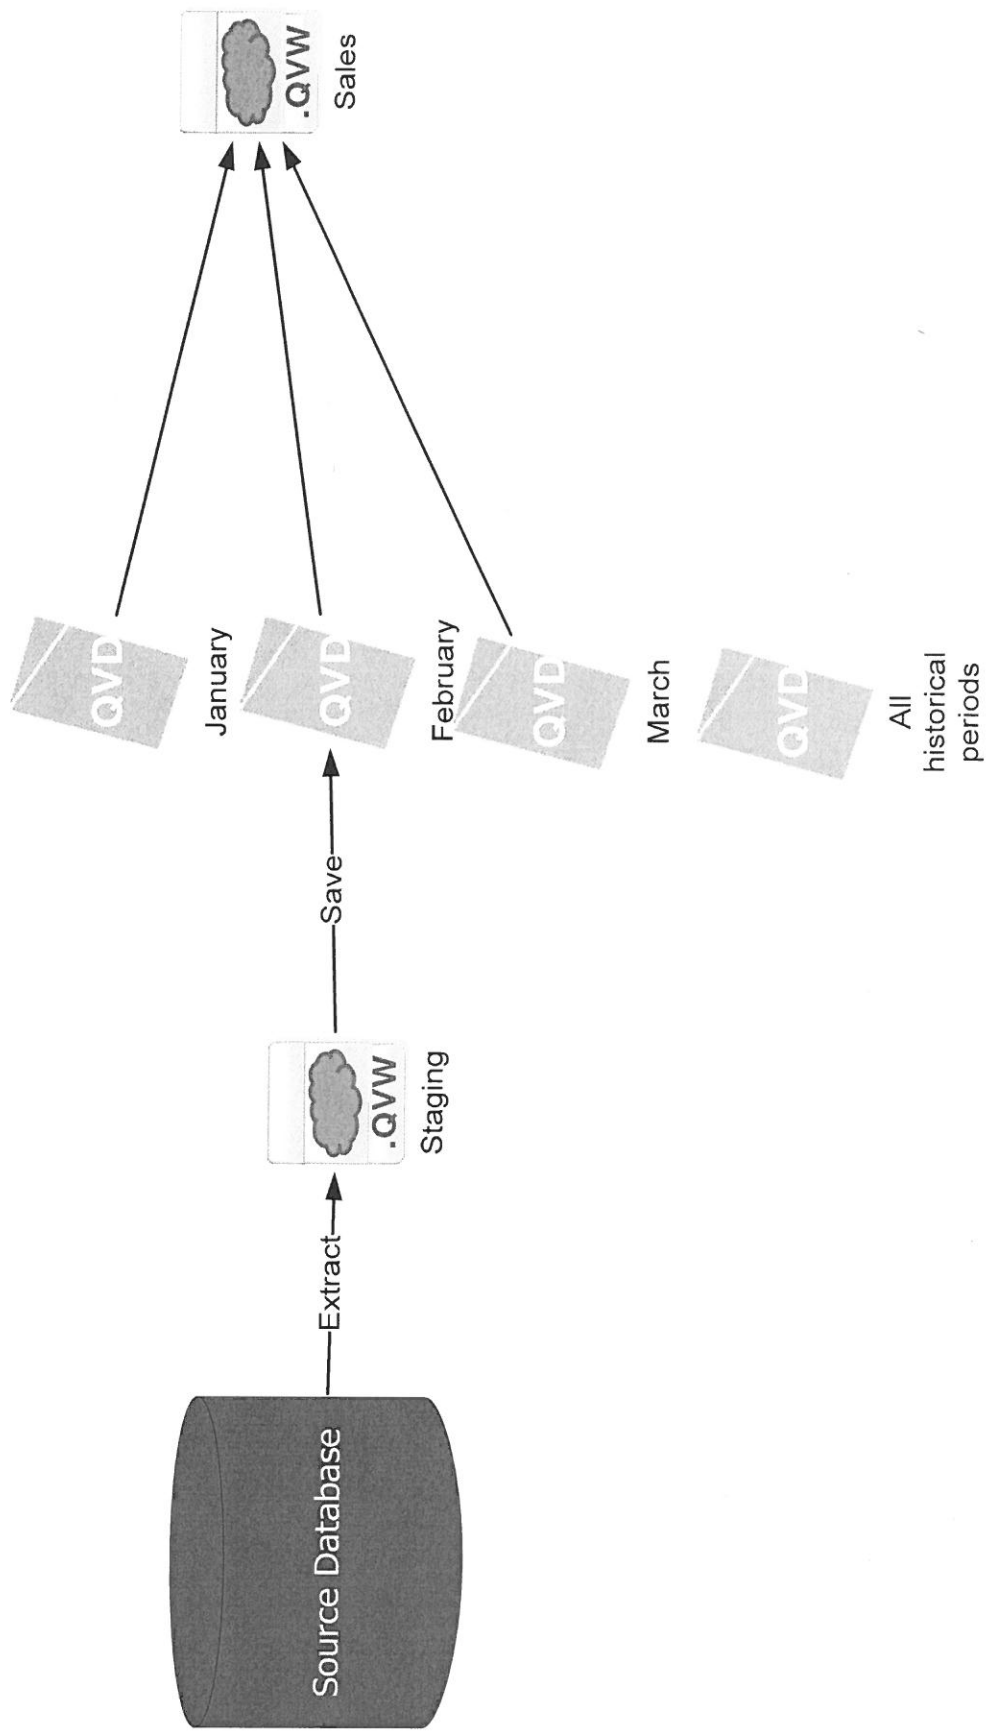 Source Database
Extract
.QVW
Staging
Save
QVD
January
QVD
February
QVD
March
QVD
All
historical
periods
.QVW
Sales